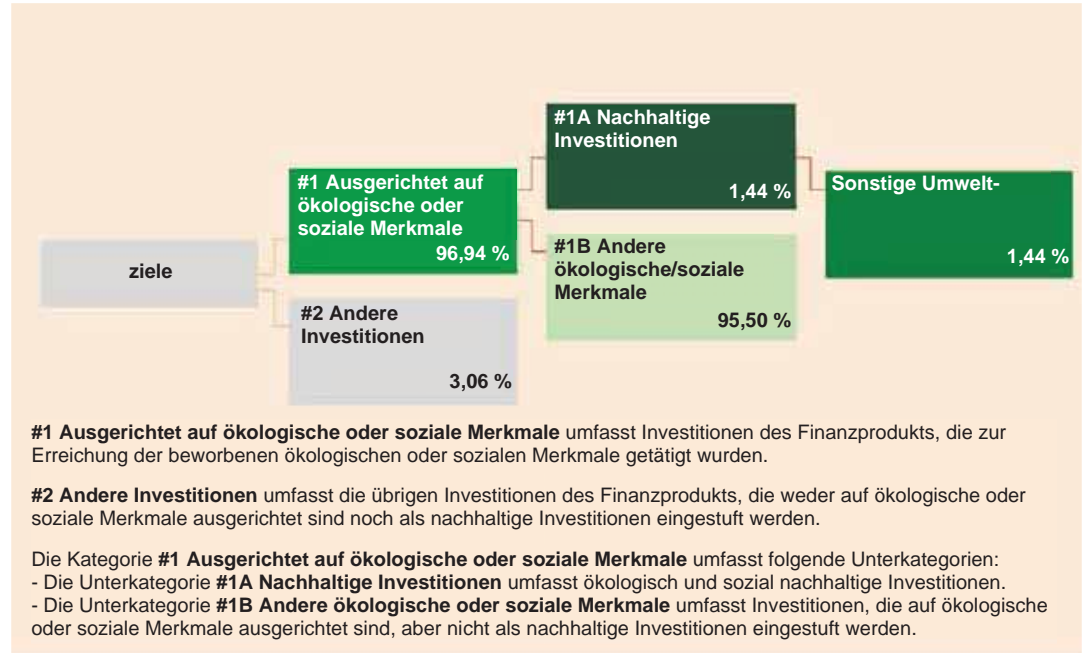 #1A Nachhaltige
Investitionen
1,44 %
#1 Ausgerichtet auf
ökologische oder
soziale Merkmale
96,94 %
Sonstige Umwelt-
1,44 %
ziele
#1B Andere
ökologische/soziale
Merkmale
95,50 %
#2 Andere
Investitionen
3,06 %
#1 Ausgerichtet auf ökologische oder soziale Merkmale umfasst Investitionen des Finanzprodukts, die zur
Erreichung der beworbenen ökologischen oder sozialen Merkmale getätigt wurden.
#2 Andere Investitionen umfasst die übrigen Investitionen des Finanzprodukts, die weder auf ökologische oder
soziale Merkmale ausgerichtet sind noch als nachhaltige Investitionen eingestuft werden.
Die Kategorie #1 Ausgerichtet auf ökologische oder soziale Merkmale umfasst folgende Unterkategorien:
- Die Unterkategorie #1A Nachhaltige Investitionen umfasst ökologisch und sozial nachhaltige Investitionen.
- Die Unterkategorie #1B Andere ökologische oder soziale Merkmale umfasst Investitionen, die auf ökologische
oder soziale Merkmale ausgerichtet sind, aber nicht als nachhaltige Investitionen eingestuft werden.